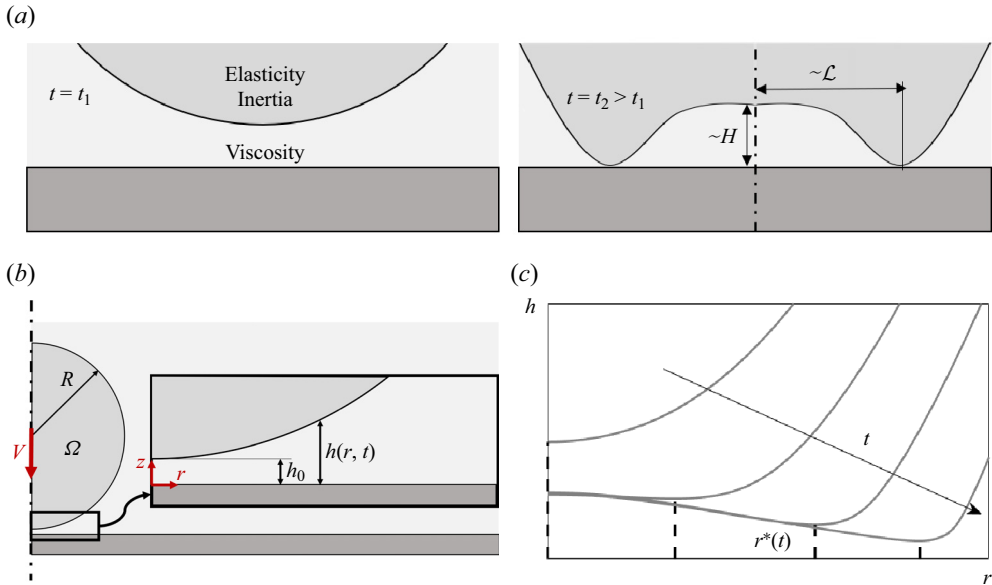 (a)
t = t1
Elasticity
Inertia
Viscosity
t = t2 > t1
~ℒ
~H
(b)
R
V
Ω
z
r
h0
h(r, t)
(c)
h
t
r*(t)
r